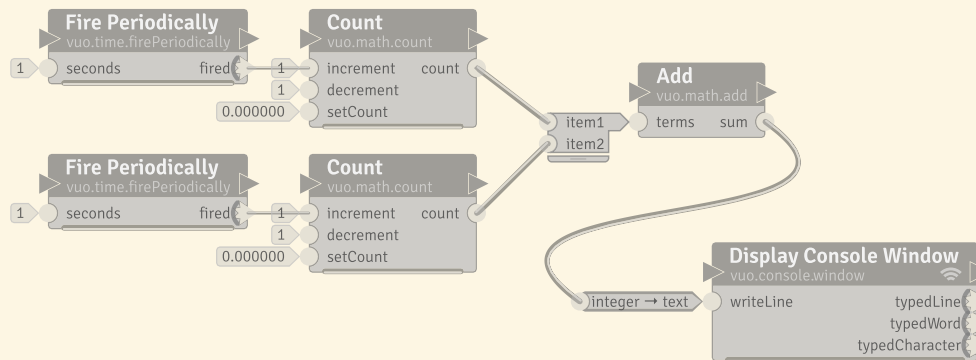 Fire Periodically
vuo.time.firePeriodically
1 seconds fired
Count
vuo.math.count
1 increment count
1 decrement
0.000000 setCount
Add
vuo.math.add
item1 terms sum
item2
Fire Periodically
vuo.time.firePeriodically
1 seconds fired
Count
vuo.math.count
1 increment count
1 decrement
0.000000 setCount
Display Console Window
vuo.console.window
integer → text writeLine typedLine
typedWord
typedCharacter